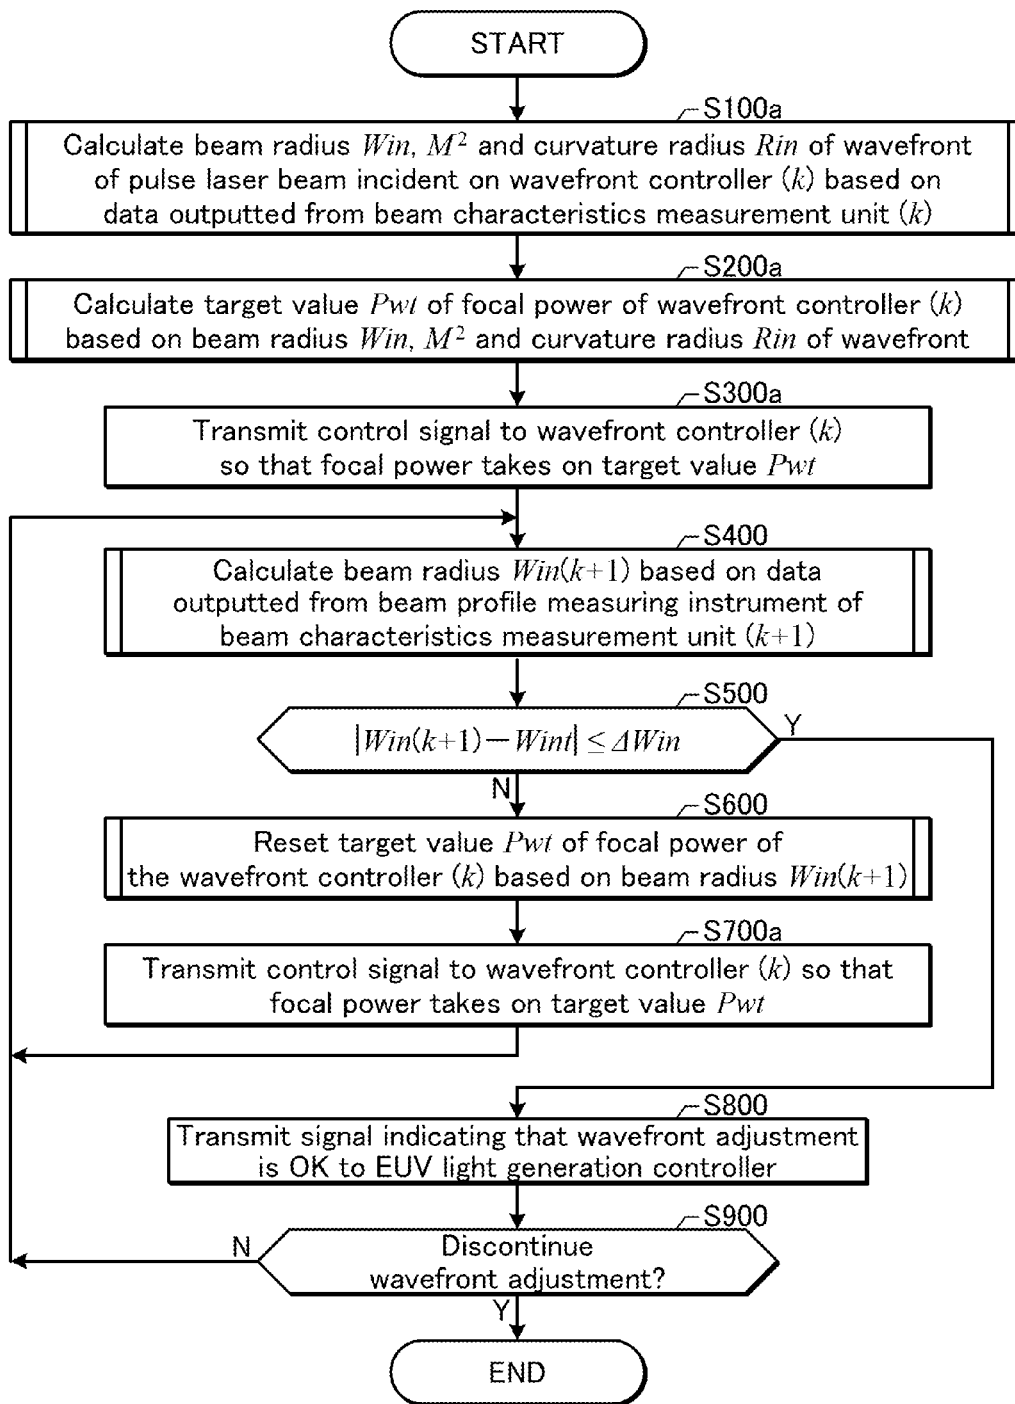 START
S100a
Calculate beam radius Win, M² and curvature radius Rin of wavefront
of pulse laser beam incident on wavefront controller (k) based on
data outputted from beam characteristics measurement unit (k)
S200a
Calculate target value Pwt of focal power of wavefront controller (k)
based on beam radius Win, M² and curvature radius Rin of wavefront
S300a
Transmit control signal to wavefront controller (k)
so that focal power takes on target value Pwt
S400
Calculate beam radius Win(k+1) based on data
outputted from beam profile measuring instrument of
beam characteristics measurement unit (k+1)
S500
|Win(k+1)−Wint| ≤ ΔWin
Y
N
S600
Reset target value Pwt of focal power of
the wavefront controller (k) based on beam radius Win(k+1)
S700a
Transmit control signal to wavefront controller (k) so that
focal power takes on target value Pwt
S800
Transmit signal indicating that wavefront adjustment
is OK to EUV light generation controller
S900
N
Discontinue
wavefront adjustment?
Y
END